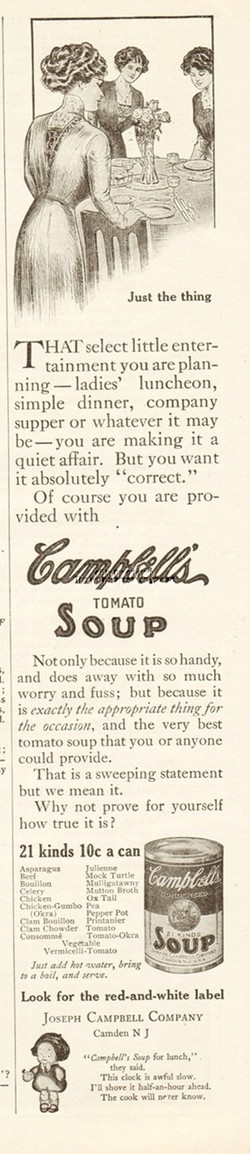 Just the thing
THAT select little enter-
tainment you are plan-
ning — ladies' luncheon,
simple dinner, company
supper or whatever it may
be — you are making it a
quiet affair. But you want
it absolutely "correct."
Of course you are pro-
vided with
Campbell's
TOMATO
SOUP
Not only because it is so handy,
and does away with so much
worry and fuss; but because it
is exactly the appropriate thing for
the occasion, and the very best
tomato soup that you or anyone
could provide.
That is a sweeping statement
but we mean it.
Why not prove for yourself
how true it is?
21 kinds 10c a can
Asparagus Julienne
Beef Mock Turtle
Bouillon Mulligatawny
Celery Mutton Broth
Chicken Ox Tail
Chicken-Gumbo Pea
(Okra) Pepper Pot
Clam Bouillon Printanier
Clam Chowder Tomato
Consommé Tomato-Okra
Vegetable
Vermicelli-Tomato
Just add hot water, bring
to a boil, and serve.
Campbell's
CONDENSED
21 KINDS
SOUP
JOSEPH CAMPBELL COMPANY
CAMDEN, N.J., U.S.A.
Look for the red-and-white label
JOSEPH CAMPBELL COMPANY
Camden N J
"Campbell's Soup for lunch,"
they said.
This clock is awful slow.
I'll shove it half-an-hour ahead.
The cook will never know.